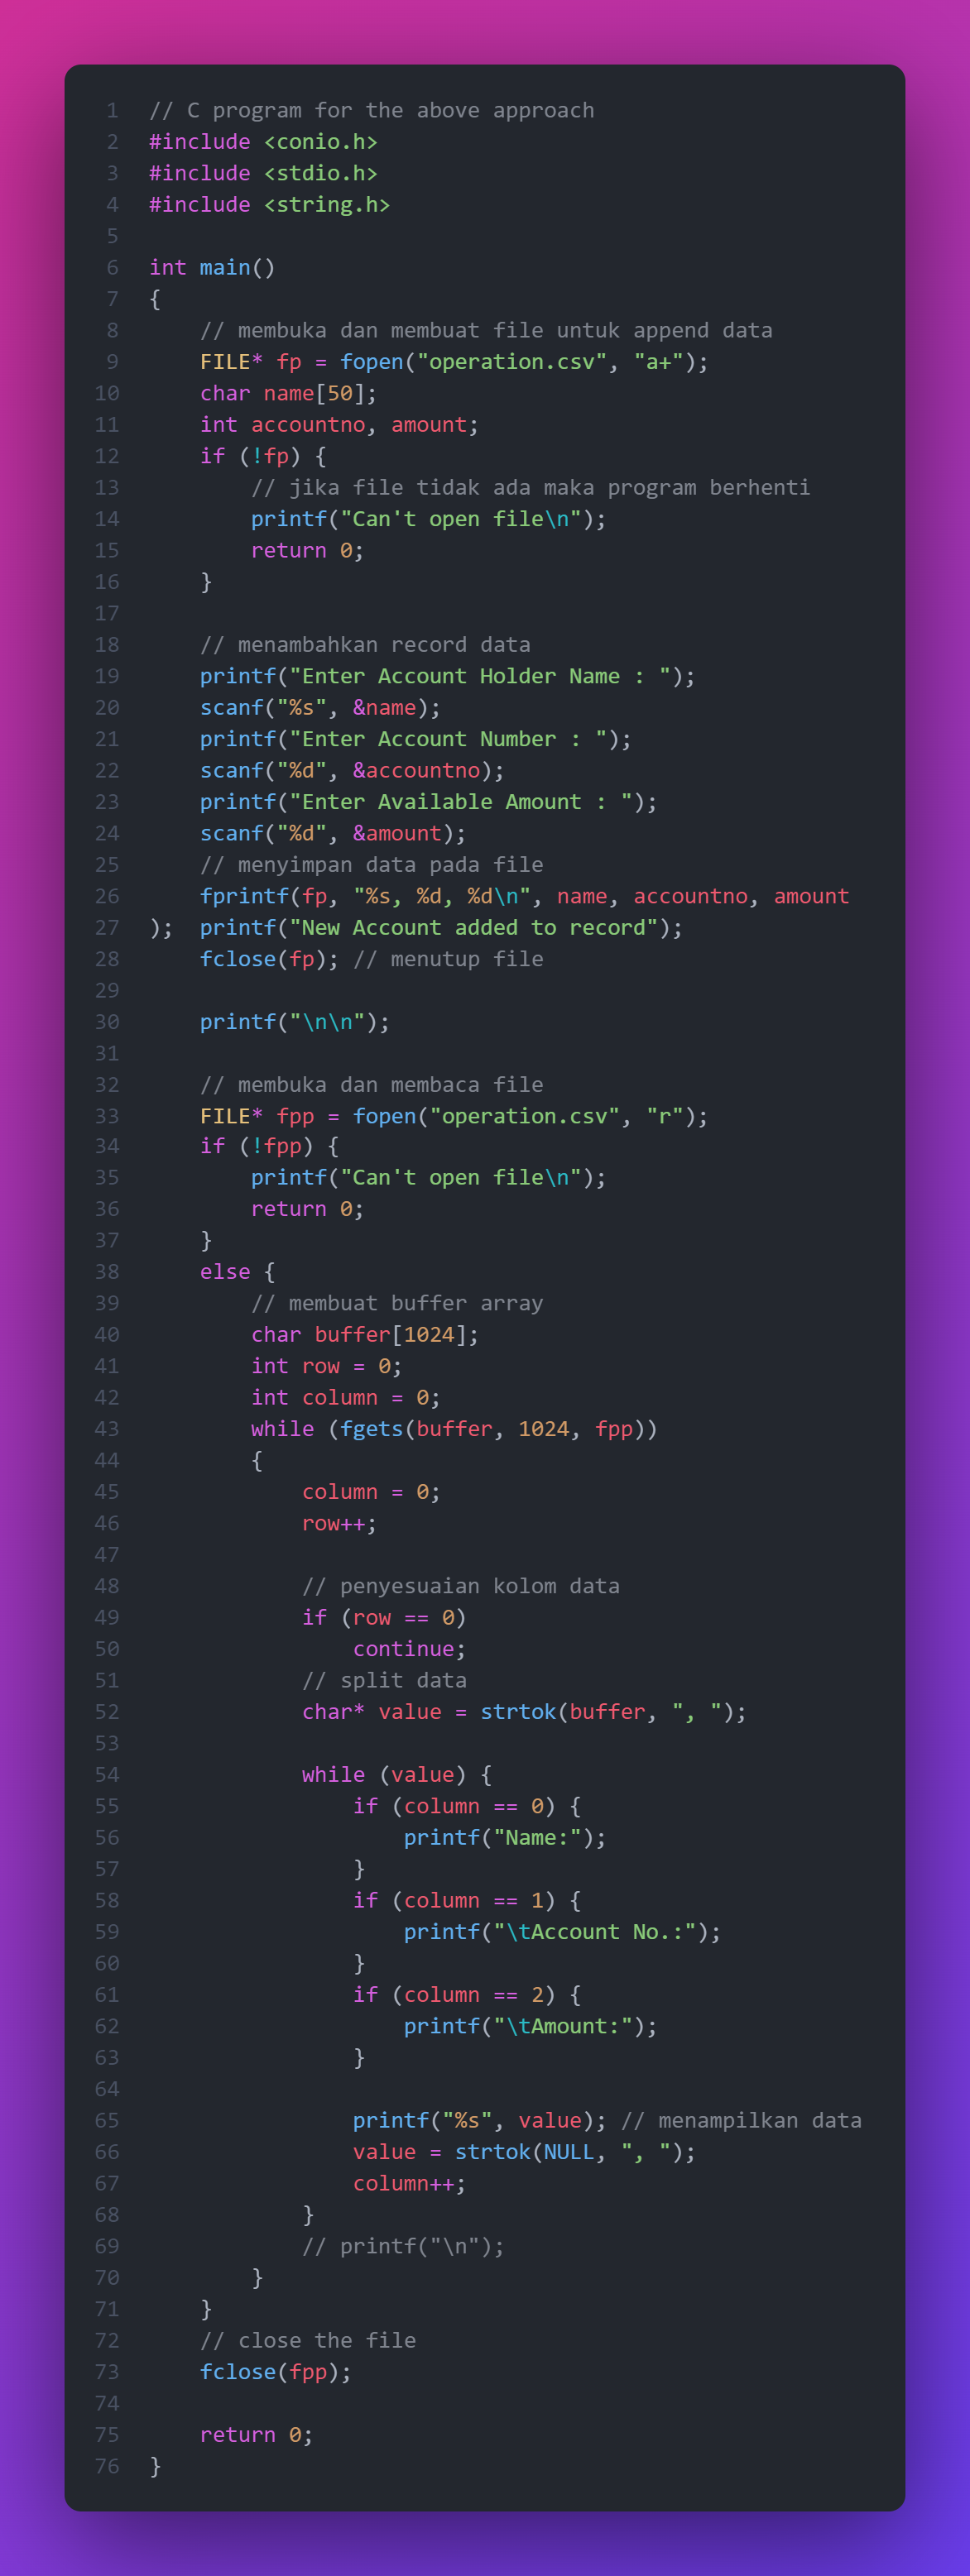 1 // C program for the above approach
2 #include <conio.h>
3 #include <stdio.h>
4 #include <string.h>
5
6 int main()
7 {
8     // membuka dan membuat file untuk append data
9     FILE* fp = fopen("operation.csv", "a+");
10     char name[50];
11     int accountno, amount;
12     if (!fp) {
13         // jika file tidak ada maka program berhenti
14         printf("Can't open file\n");
15         return 0;
16     }
17
18     // menambahkan record data
19     printf("Enter Account Holder Name : ");
20     scanf("%s", &name);
21     printf("Enter Account Number : ");
22     scanf("%d", &accountno);
23     printf("Enter Available Amount : ");
24     scanf("%d", &amount);
25     // menyimpan data pada file
26     fprintf(fp, "%s, %d, %d\n", name, accountno, amount
27 );  printf("New Account added to record");
28     fclose(fp); // menutup file
29
30     printf("\n\n");
31
32     // membuka dan membaca file
33     FILE* fpp = fopen("operation.csv", "r");
34     if (!fpp) {
35         printf("Can't open file\n");
36         return 0;
37     }
38     else {
39         // membuat buffer array
40         char buffer[1024];
41         int row = 0;
42         int column = 0;
43         while (fgets(buffer, 1024, fpp))
44         {
45             column = 0;
46             row++;
47
48             // penyesuaian kolom data
49             if (row == 0)
50                 continue;
51             // split data
52             char* value = strtok(buffer, ", ");
53
54             while (value) {
55                 if (column == 0) {
56                     printf("Name:");
57                 }
58                 if (column == 1) {
59                     printf("\tAccount No.:");
60                 }
61                 if (column == 2) {
62                     printf("\tAmount:");
63                 }
64
65                 printf("%s", value); // menampilkan data
66                 value = strtok(NULL, ", ");
67                 column++;
68             }
69             // printf("\n");
70         }
71     }
72     // close the file
73     fclose(fpp);
74
75     return 0;
76 }